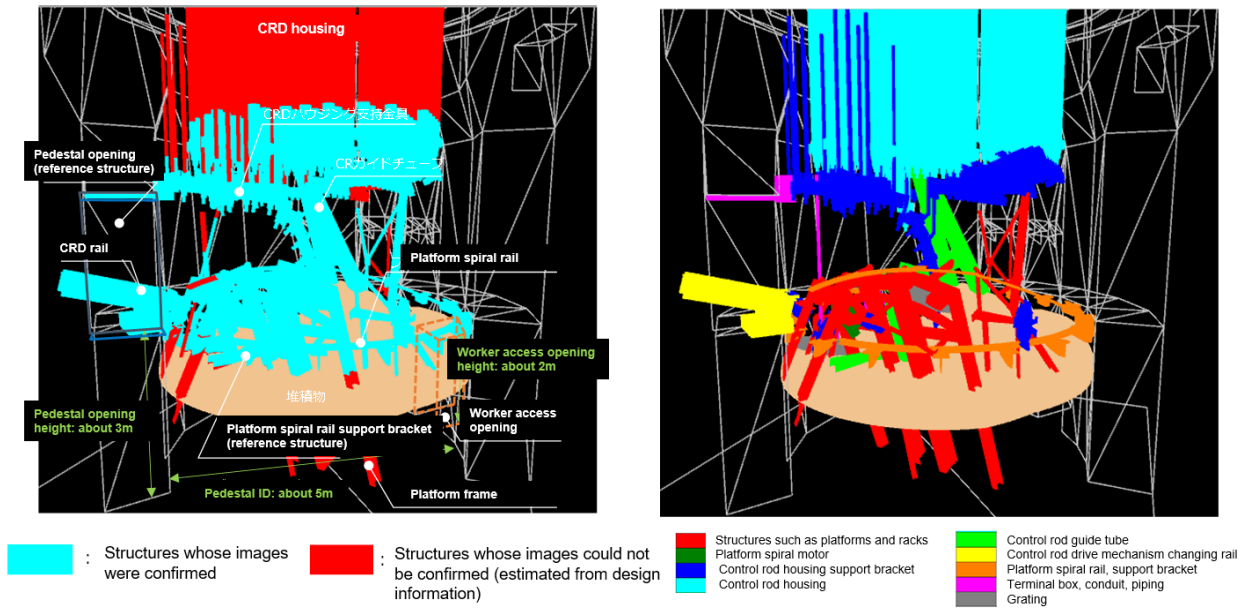 CRD housing
CRDハウジング支持金具
Pedestal opening
(reference structure)
CRガイドチューブ
CRD rail
Platform spiral rail
Worker access opening
height: about 2m
堆積物
Pedestal opening
height: about 3m
Platform spiral rail support bracket
(reference structure)
Worker access
opening
Pedestal ID: about 5m
Platform frame
: Structures whose images
were confirmed
: Structures whose images could not
be confirmed (estimated from design
information)
Structures such as platforms and racks
Platform spiral motor
Control rod housing support bracket
Control rod housing
Control rod guide tube
Control rod drive mechanism changing rail
Platform spiral rail, support bracket
Terminal box, conduit, piping
Grating